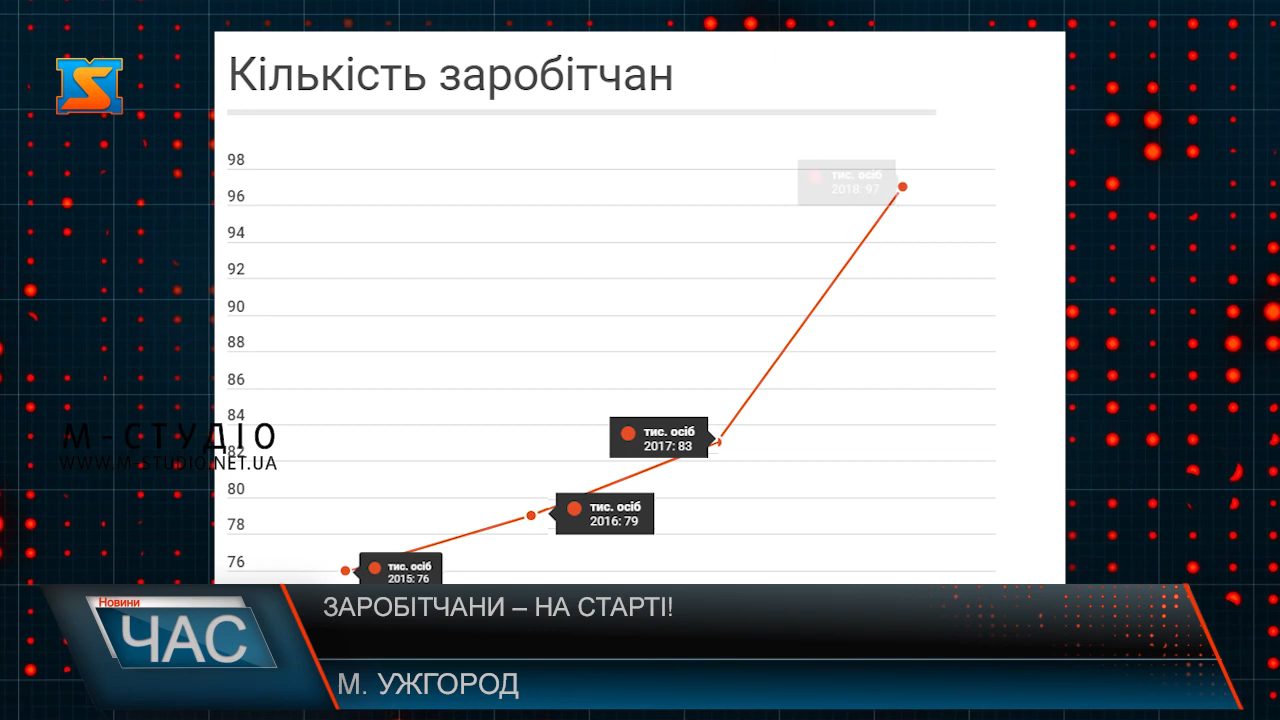 Кількість заробітчан
98
тис. осіб
2018: 97
96
94
92
90
88
86
84
тис. осіб
2017: 83
М-СТУДІО
82
WWW.M-STUDIO.NET.UA
80
тис. осіб
2016: 79
78
76
тис. осіб
2015: 76
Новини
ЧАС
ЗАРОБІТЧАНИ – НА СТАРТІ!
М. УЖГОРОД